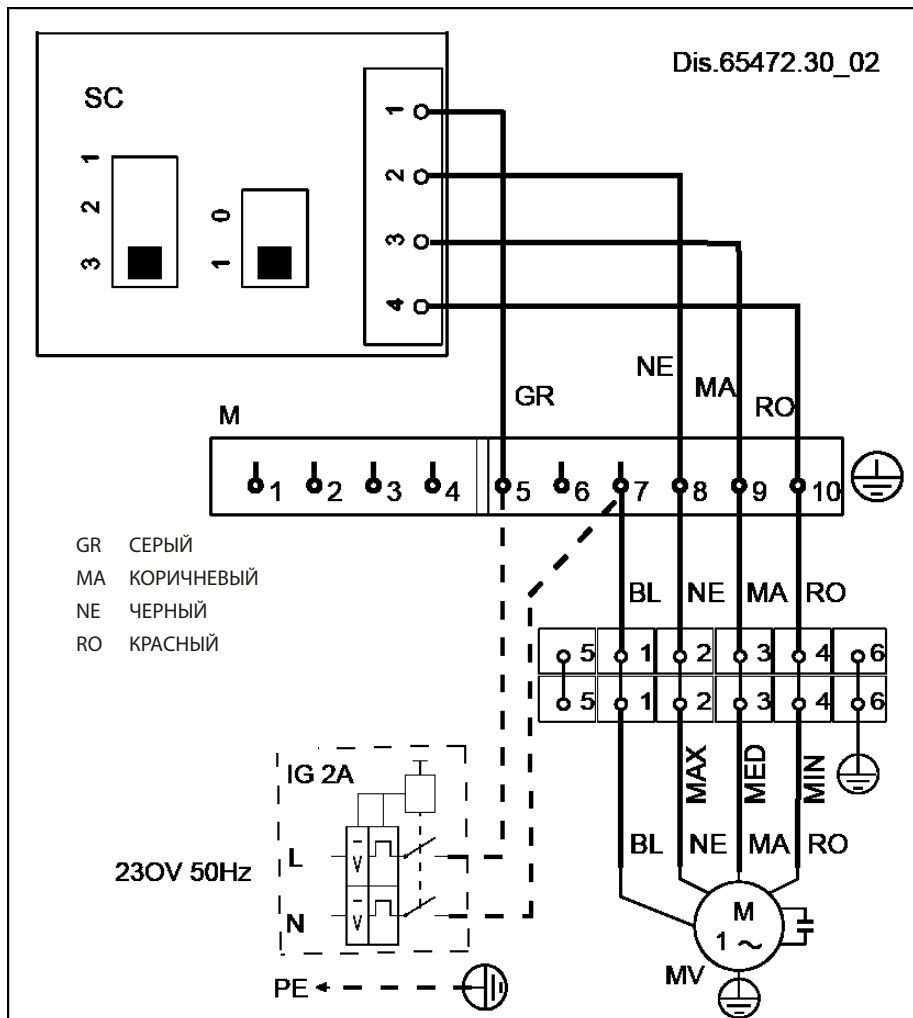 Dis.65472.30_02
SC
1
2
3
0
1
1
2
3
4
NE
MA
GR
RO
M
1 2 3 4 5 6 7 8 9 10
GR СЕРЫЙ
MA КОРИЧНЕВЫЙ
NE ЧЕРНЫЙ
RO КРАСНЫЙ
BL NE MA RO
5 1 2 3 4 6
5 1 2 3 4 6
MAX MED MIN
IG 2A
BL NE MA RO
L
23OV 50Hz
N
M
1 ~
MV
PE